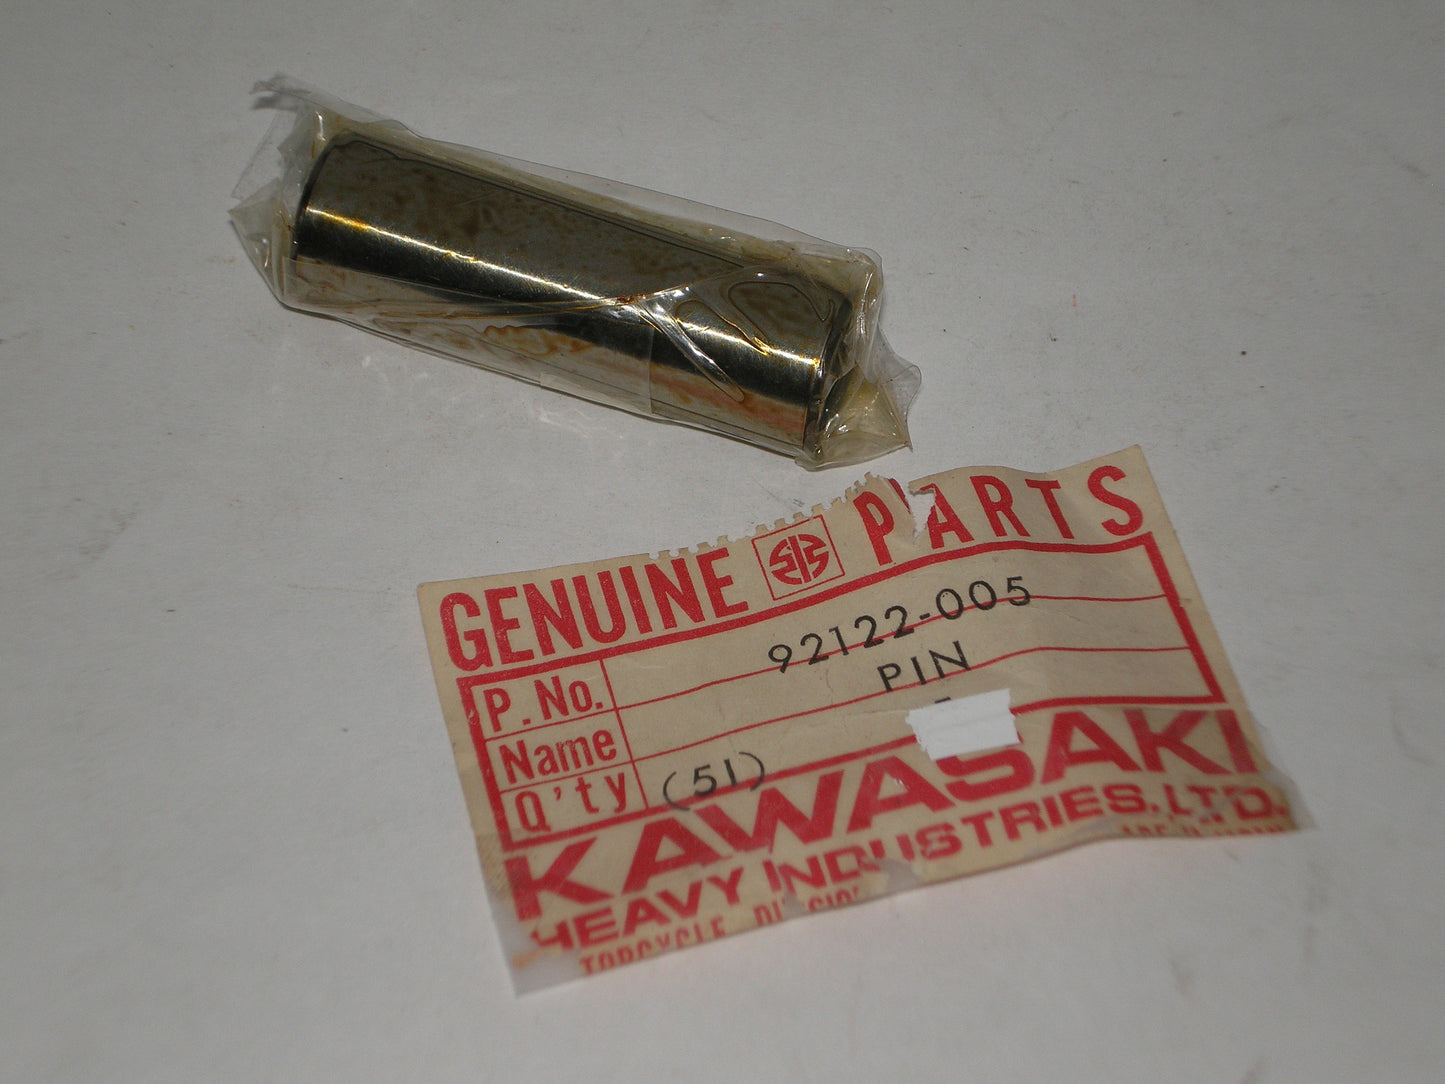 GENUINE PARTS
P. No. 92122-005
Name PIN
Q'ty (51)
KAWASAKI
HEAVY INDUSTRIES, LTD.